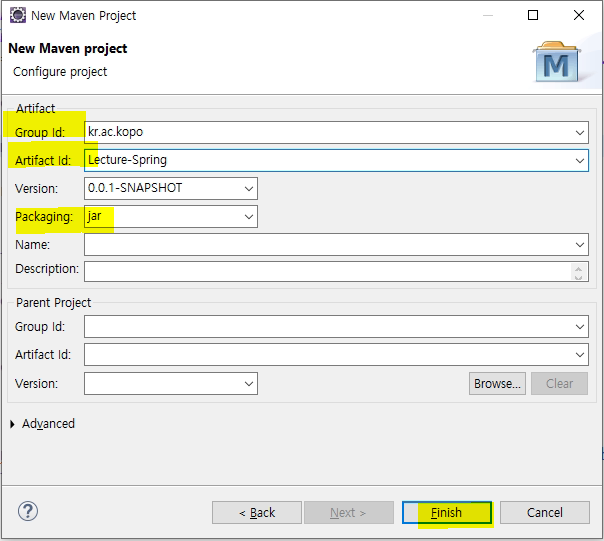 New Maven Project
New Maven project
Configure project
M
Artifact
Group Id: kr.ac.kopo
Artifact Id: Lecture-Spring
Version: 0.0.1-SNAPSHOT
Packaging: jar
Name:
Description:
Parent Project
Group Id:
Artifact Id:
Version: Browse... Clear
Advanced
? < Back Next > Finish Cancel